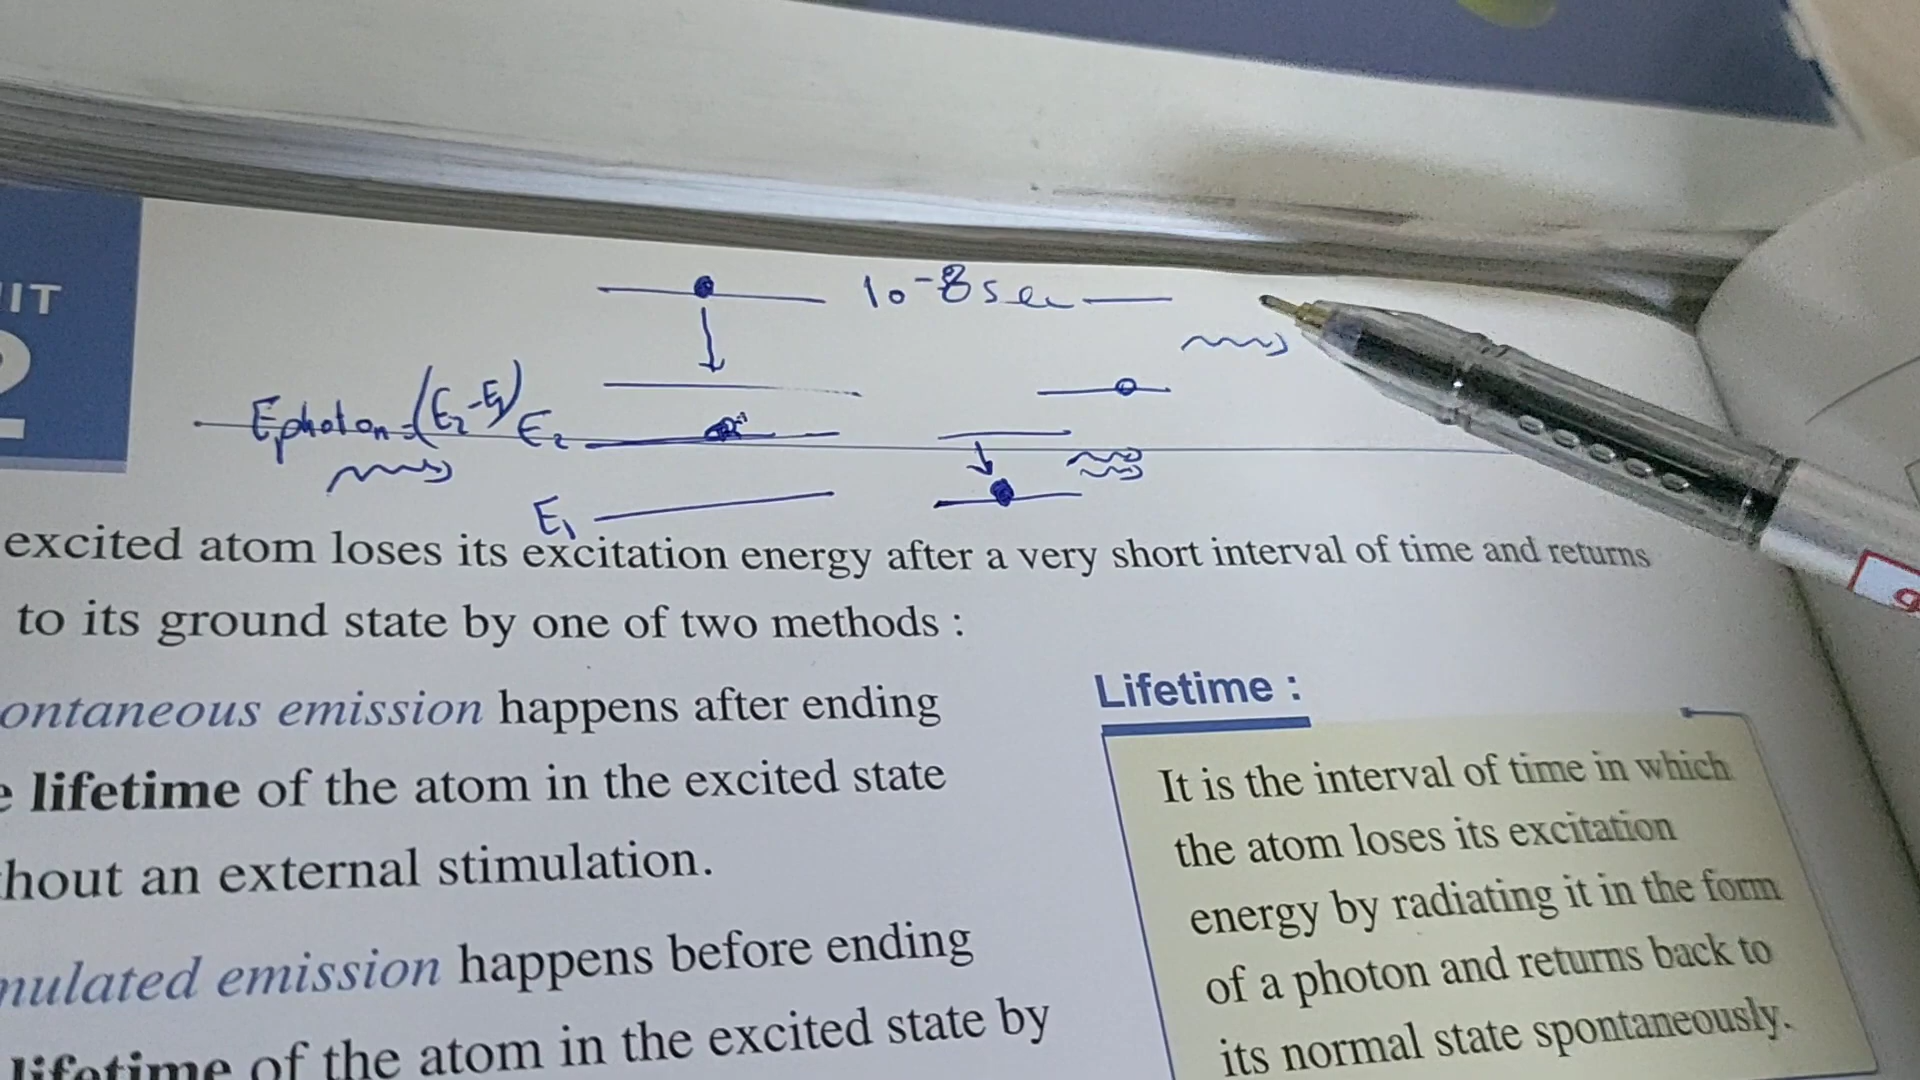 IT
2
10-8sec
Ephoton=(E2-E1)
E2
E1
excited atom loses its excitation energy after a very short interval of time and returns
to its ground state by one of two methods :
ontaneous emission happens after ending
e lifetime of the atom in the excited state
hout an external stimulation.
mulated emission happens before ending
lifetime of the atom in the excited state by
Lifetime :
It is the interval of time in which
the atom loses its excitation
energy by radiating it in the form
of a photon and returns back to
its normal state spontaneously.